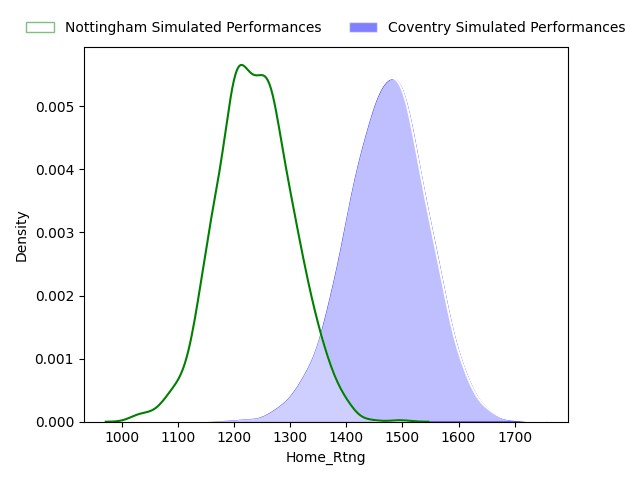 Nottingham Simulated Performances Coventry Simulated Performances
0.005
0.004
0.003
0.002
0.001
0.000
Density
1000 1100 1200 1300 1400 1500 1600 1700
Home_Rtng